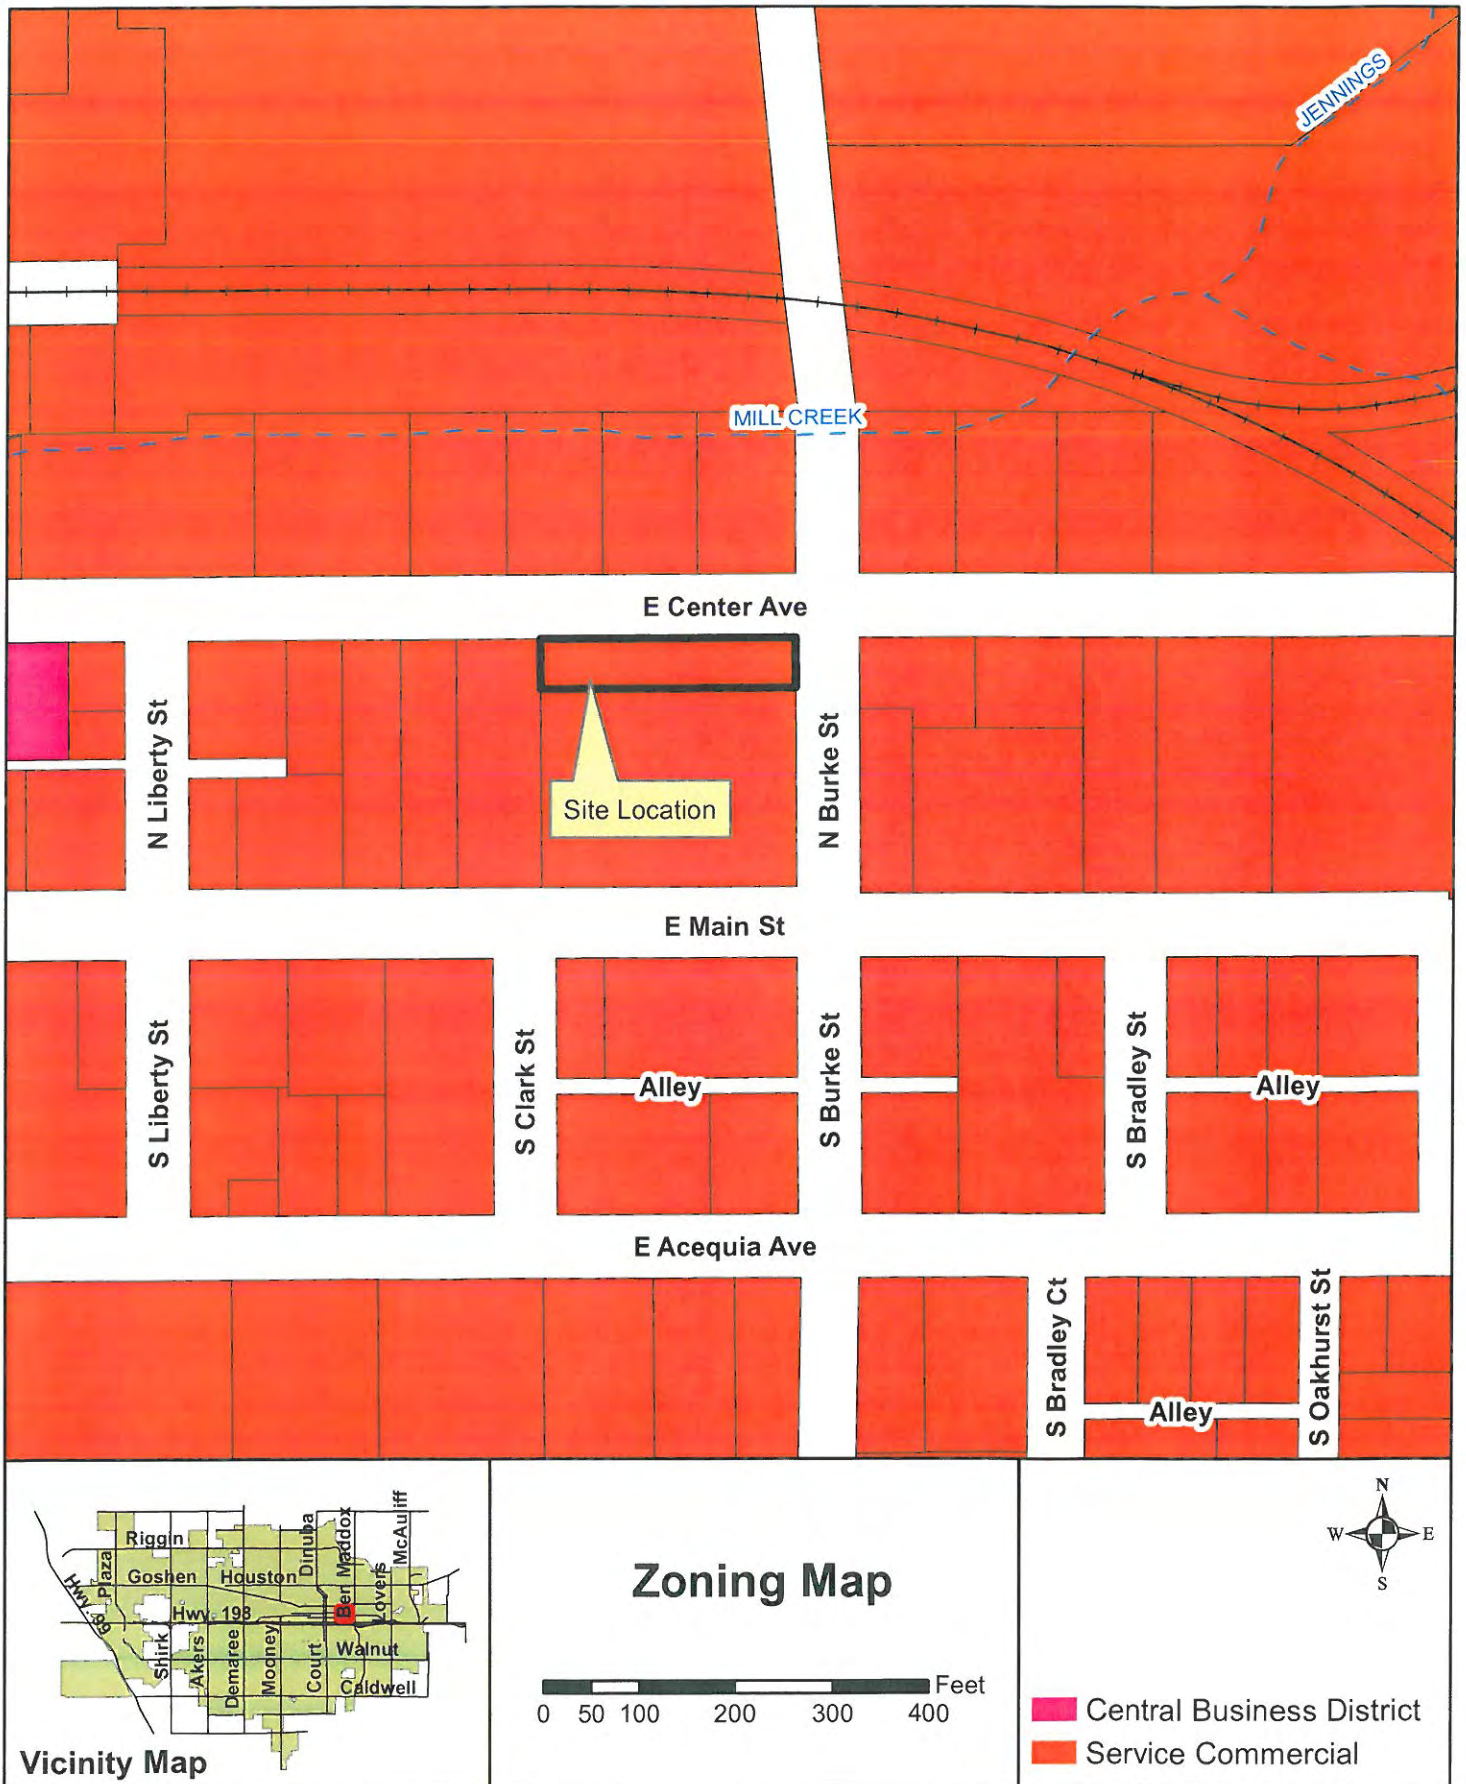 JENNINGS
MILL CREEK
E Center Ave
N Liberty St
N Burke St
Site Location
E Main St
S Liberty St
S Clark St
Alley
S Burke St
S Bradley St
Alley
E Acequia Ave
S Bradley Ct
Alley
S Oakhurst St
Riggin
Plaza
Goshen
Houston
Dinuba
Ben Maddox
Lovers
McAuliff
Hwy. 99
Hwy. 198
Shirk
Akers
Demaree
Mooney
Court
Walnut
Caldwell
Vicinity Map
Zoning Map
Feet
0 50 100 200 300 400
N
W E
S
Central Business District
Service Commercial